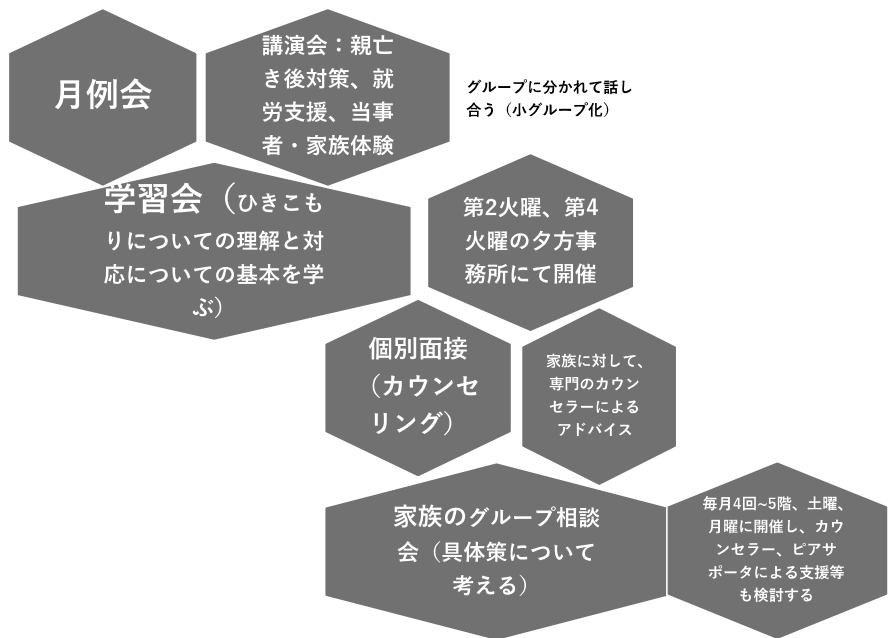 月例会
講演会：親亡
き後対策、就
労支援、当事
者・家族体験
グループに分かれて話し
合う（小グループ化）
学習会（ひきこも
りについての理解と対
応についての基本を学
ぶ）
第2火曜、第4
火曜の夕方事
務所にて開催
個別面接
（カウンセ
リング）
家族に対して、
専門のカウン
セラーによる
アドバイス
家族のグループ相談
会（具体策について
考える）
毎月4回~5階、土曜、
月曜に開催し、カウ
ンセラー、ピアサ
ポータによる支援等
も検討する